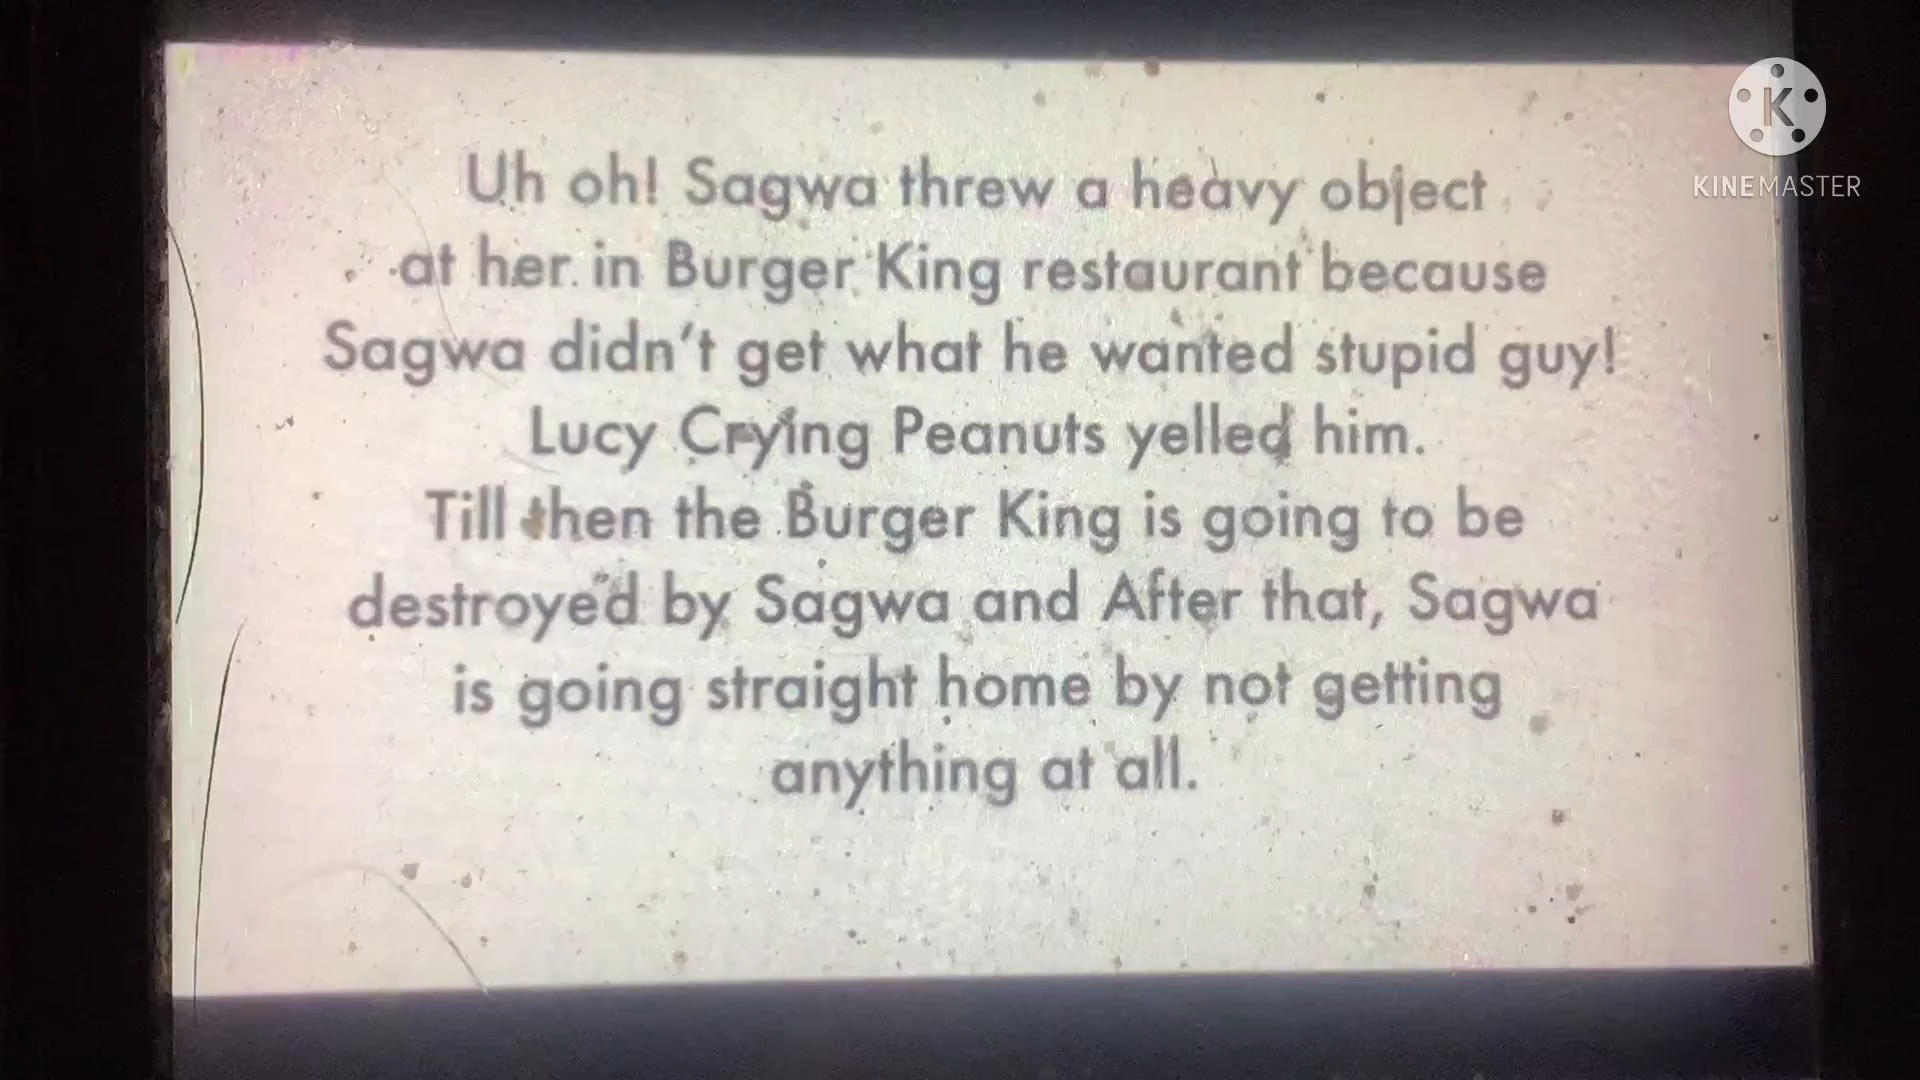 Uh oh! Sagwa threw a heavy object
at her in Burger King restaurant because
Sagwa didn't get what he wanted stupid guy!
Lucy Crying Peanuts yelled him.
Till then the Burger King is going to be
destroyed by Sagwa and After that, Sagwa
is going straight home by not getting
anything at all.
K
KINEMASTER